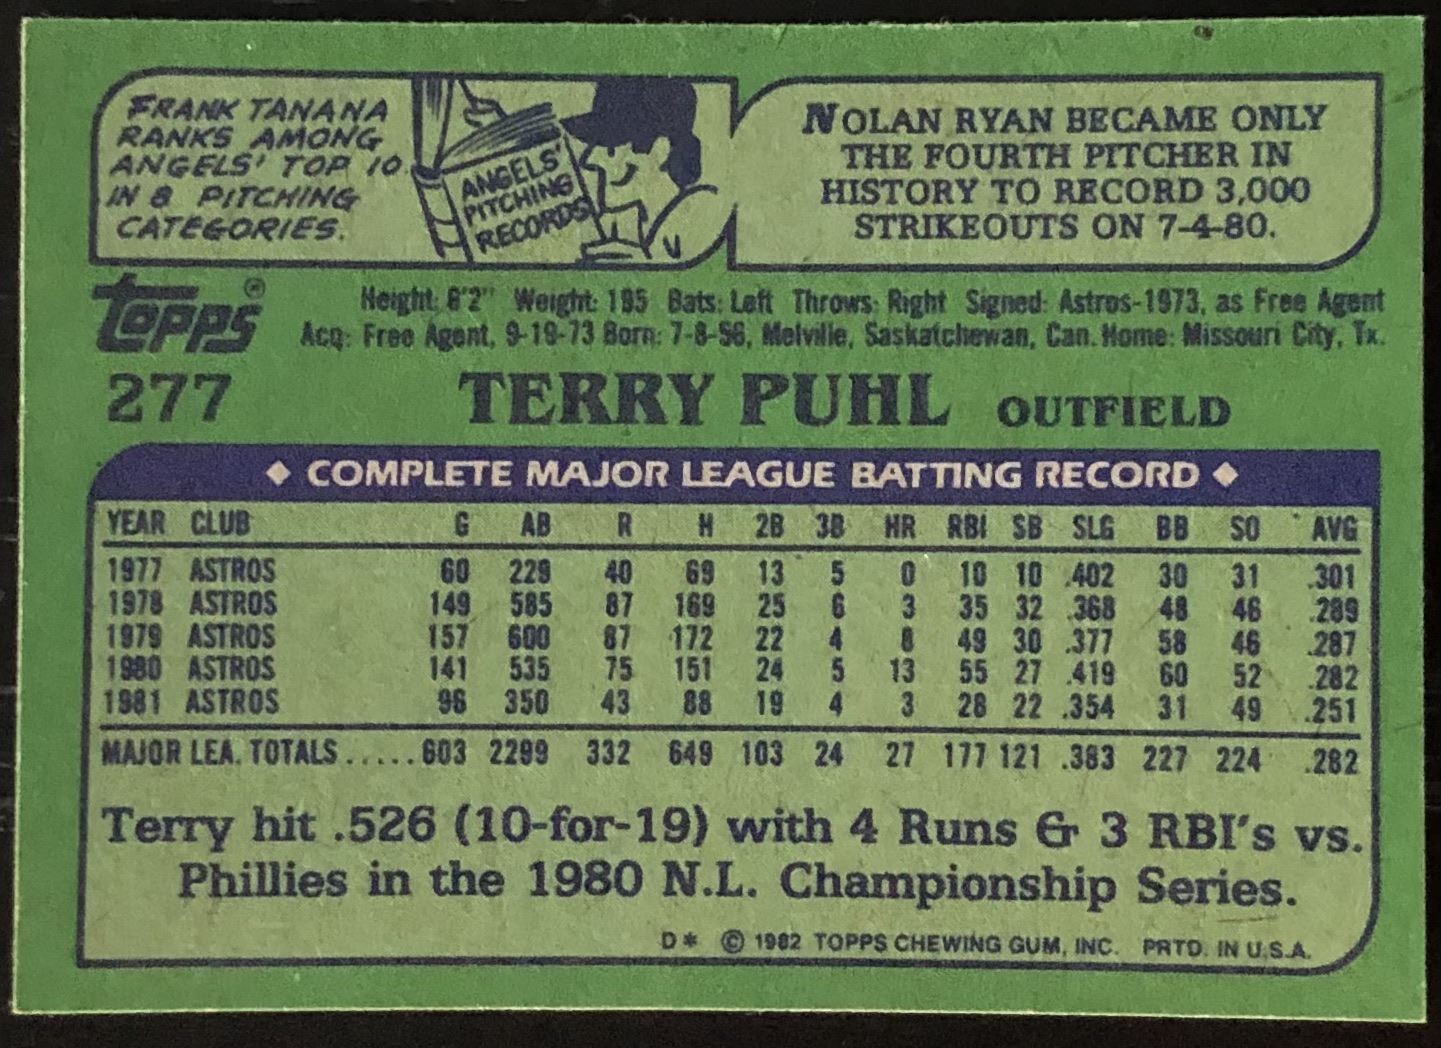 FRANK TANANA
RANKS AMONG
ANGELS' TOP 10
IN 8 PITCHING
CATEGORIES.
ANGELS'
PITCHING
RECORDS
NOLAN RYAN BECAME ONLY
THE FOURTH PITCHER IN
HISTORY TO RECORD 3,000
STRIKEOUTS ON 7-4-80.
Topps®
Height: 6'2" Weight: 195 Bats: Left Throws: Right Signed: Astros-1973, as Free Agent
Acq: Free Agent, 9-19-73 Born: 7-8-56, Melville, Saskatchewan, Can. Home: Missouri City, Tx.
277 TERRY PUHL OUTFIELD
◆ COMPLETE MAJOR LEAGUE BATTING RECORD ◆
YEAR CLUB G AB R H 2B 3B HR RBI SB SLG BB SO AVG
1977 ASTROS 60 229 40 69 13 5 0 10 10 .402 30 31 .301
1978 ASTROS 149 585 87 169 25 6 3 35 32 .368 48 46 .289
1979 ASTROS 157 600 87 172 22 4 8 49 30 .377 58 46 .287
1980 ASTROS 141 535 75 151 24 5 13 55 27 .419 60 52 .282
1981 ASTROS 96 350 43 88 19 4 3 28 22 .354 31 49 .251
MAJOR LEA. TOTALS.....603 2299 332 649 103 24 27 177 121 .383 227 224 .282
Terry hit .526 (10-for-19) with 4 Runs & 3 RBI's vs.
Phillies in the 1980 N.L. Championship Series.
D* © 1982 TOPPS CHEWING GUM, INC. PRTD. IN U.S.A.